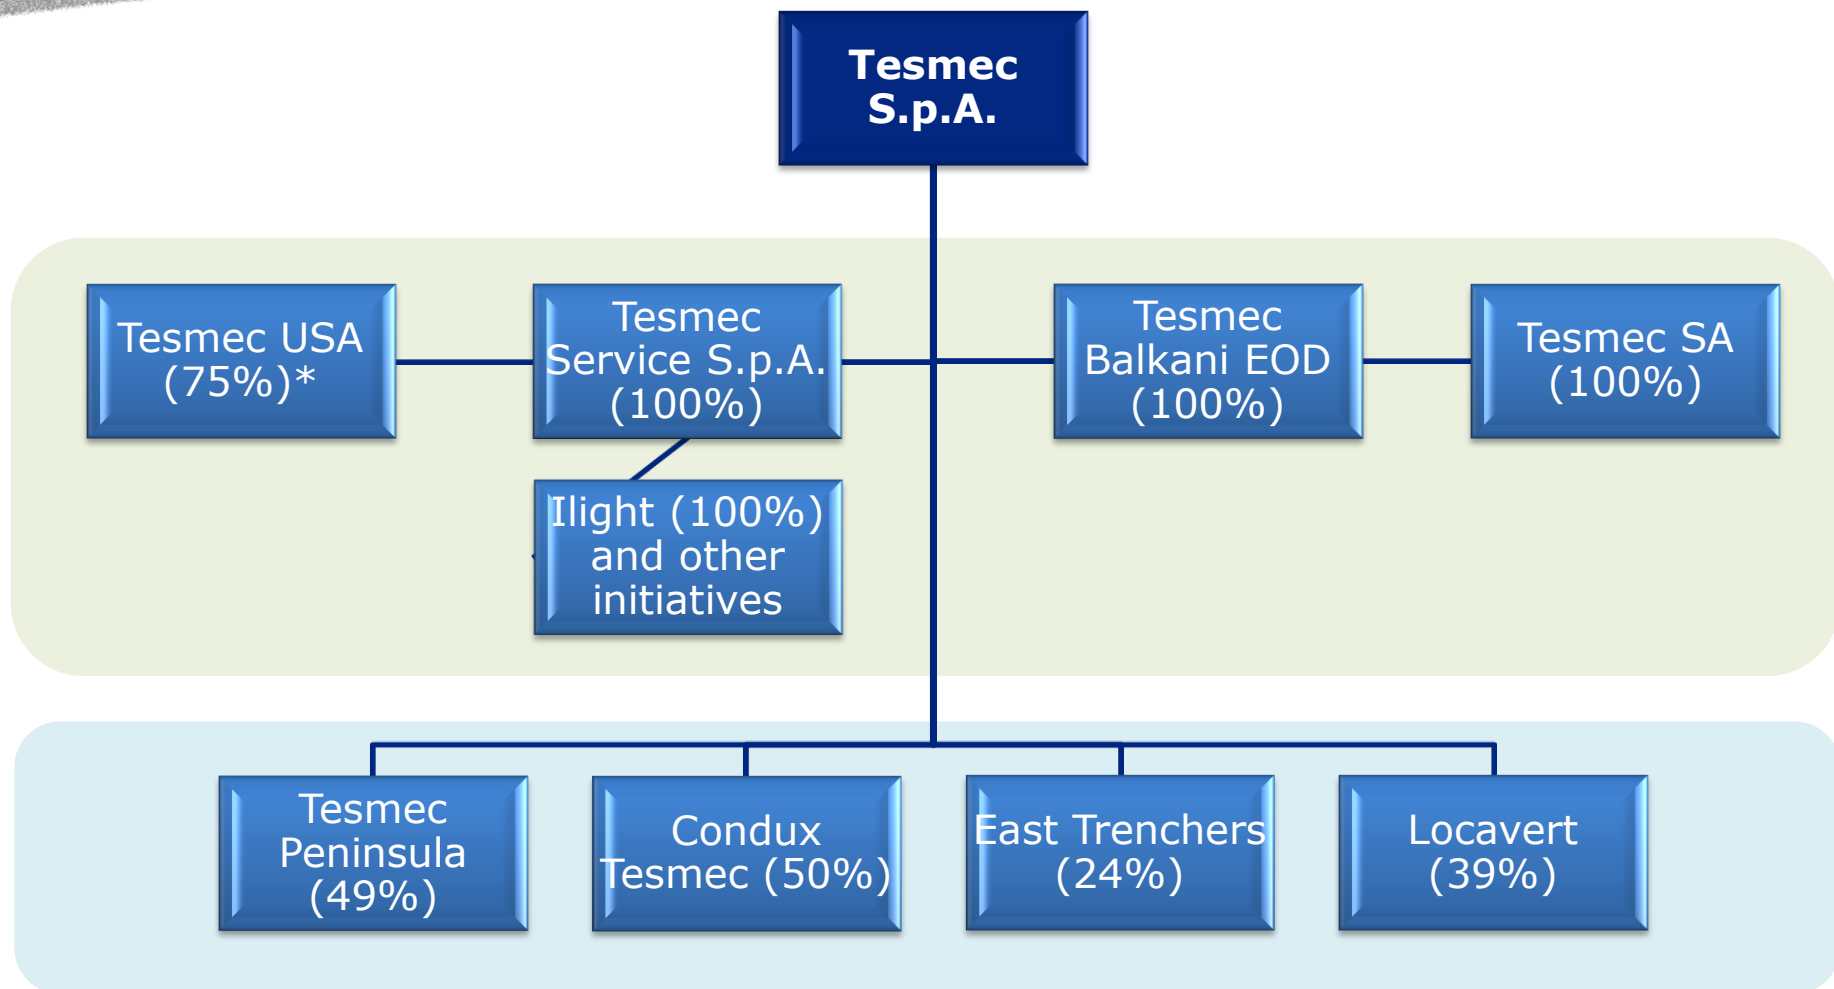 Tesmec
S.p.A.
Tesmec USA
(75%)*
Tesmec
Service S.p.A.
(100%)
Tesmec
Balkani EOD
(100%)
Tesmec SA
(100%)
Ilight (100%)
and other
initiatives
Tesmec
Peninsula
(49%)
Condux
Tesmec (50%)
East Trenchers
(24%)
Locavert
(39%)